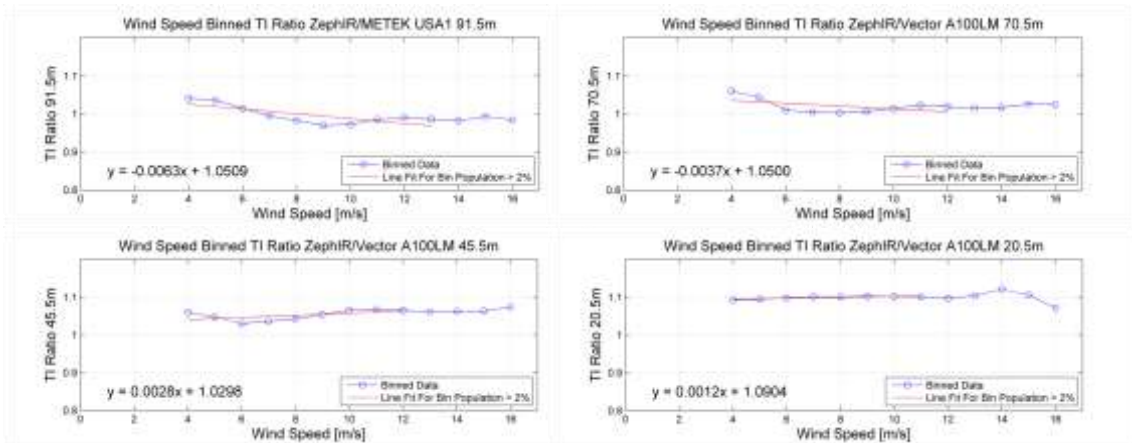 Wind Speed Binned TI Ratio ZephIR/METEK USA1 91.5m
TI Ratio 91.5m
1.1
1
0.9
0.8
y = -0.0063x + 1.0509
Binned Data
Line Fit For Bin Population > 2%
0 2 4 6 8 10 12 14 16
Wind Speed [m/s]
Wind Speed Binned TI Ratio ZephIR/Vector A100LM 70.5m
TI Ratio 70.5m
1.1
1
0.9
0.8
y = -0.0037x + 1.0500
Binned Data
Line Fit For Bin Population > 2%
0 2 4 6 8 10 12 14 16
Wind Speed [m/s]
Wind Speed Binned TI Ratio ZephIR/Vector A100LM 45.5m
TI Ratio 45.5m
1.1
1
0.9
0.8
y = 0.0028x + 1.0298
Binned Data
Line Fit For Bin Population > 2%
0 2 4 6 8 10 12 14 16
Wind Speed [m/s]
Wind Speed Binned TI Ratio ZephIR/Vector A100LM 20.5m
TI Ratio 20.5m
1.1
1
0.9
0.8
y = 0.0012x + 1.0904
Binned Data
Line Fit For Bin Population > 2%
0 2 4 6 8 10 12 14 16
Wind Speed [m/s]